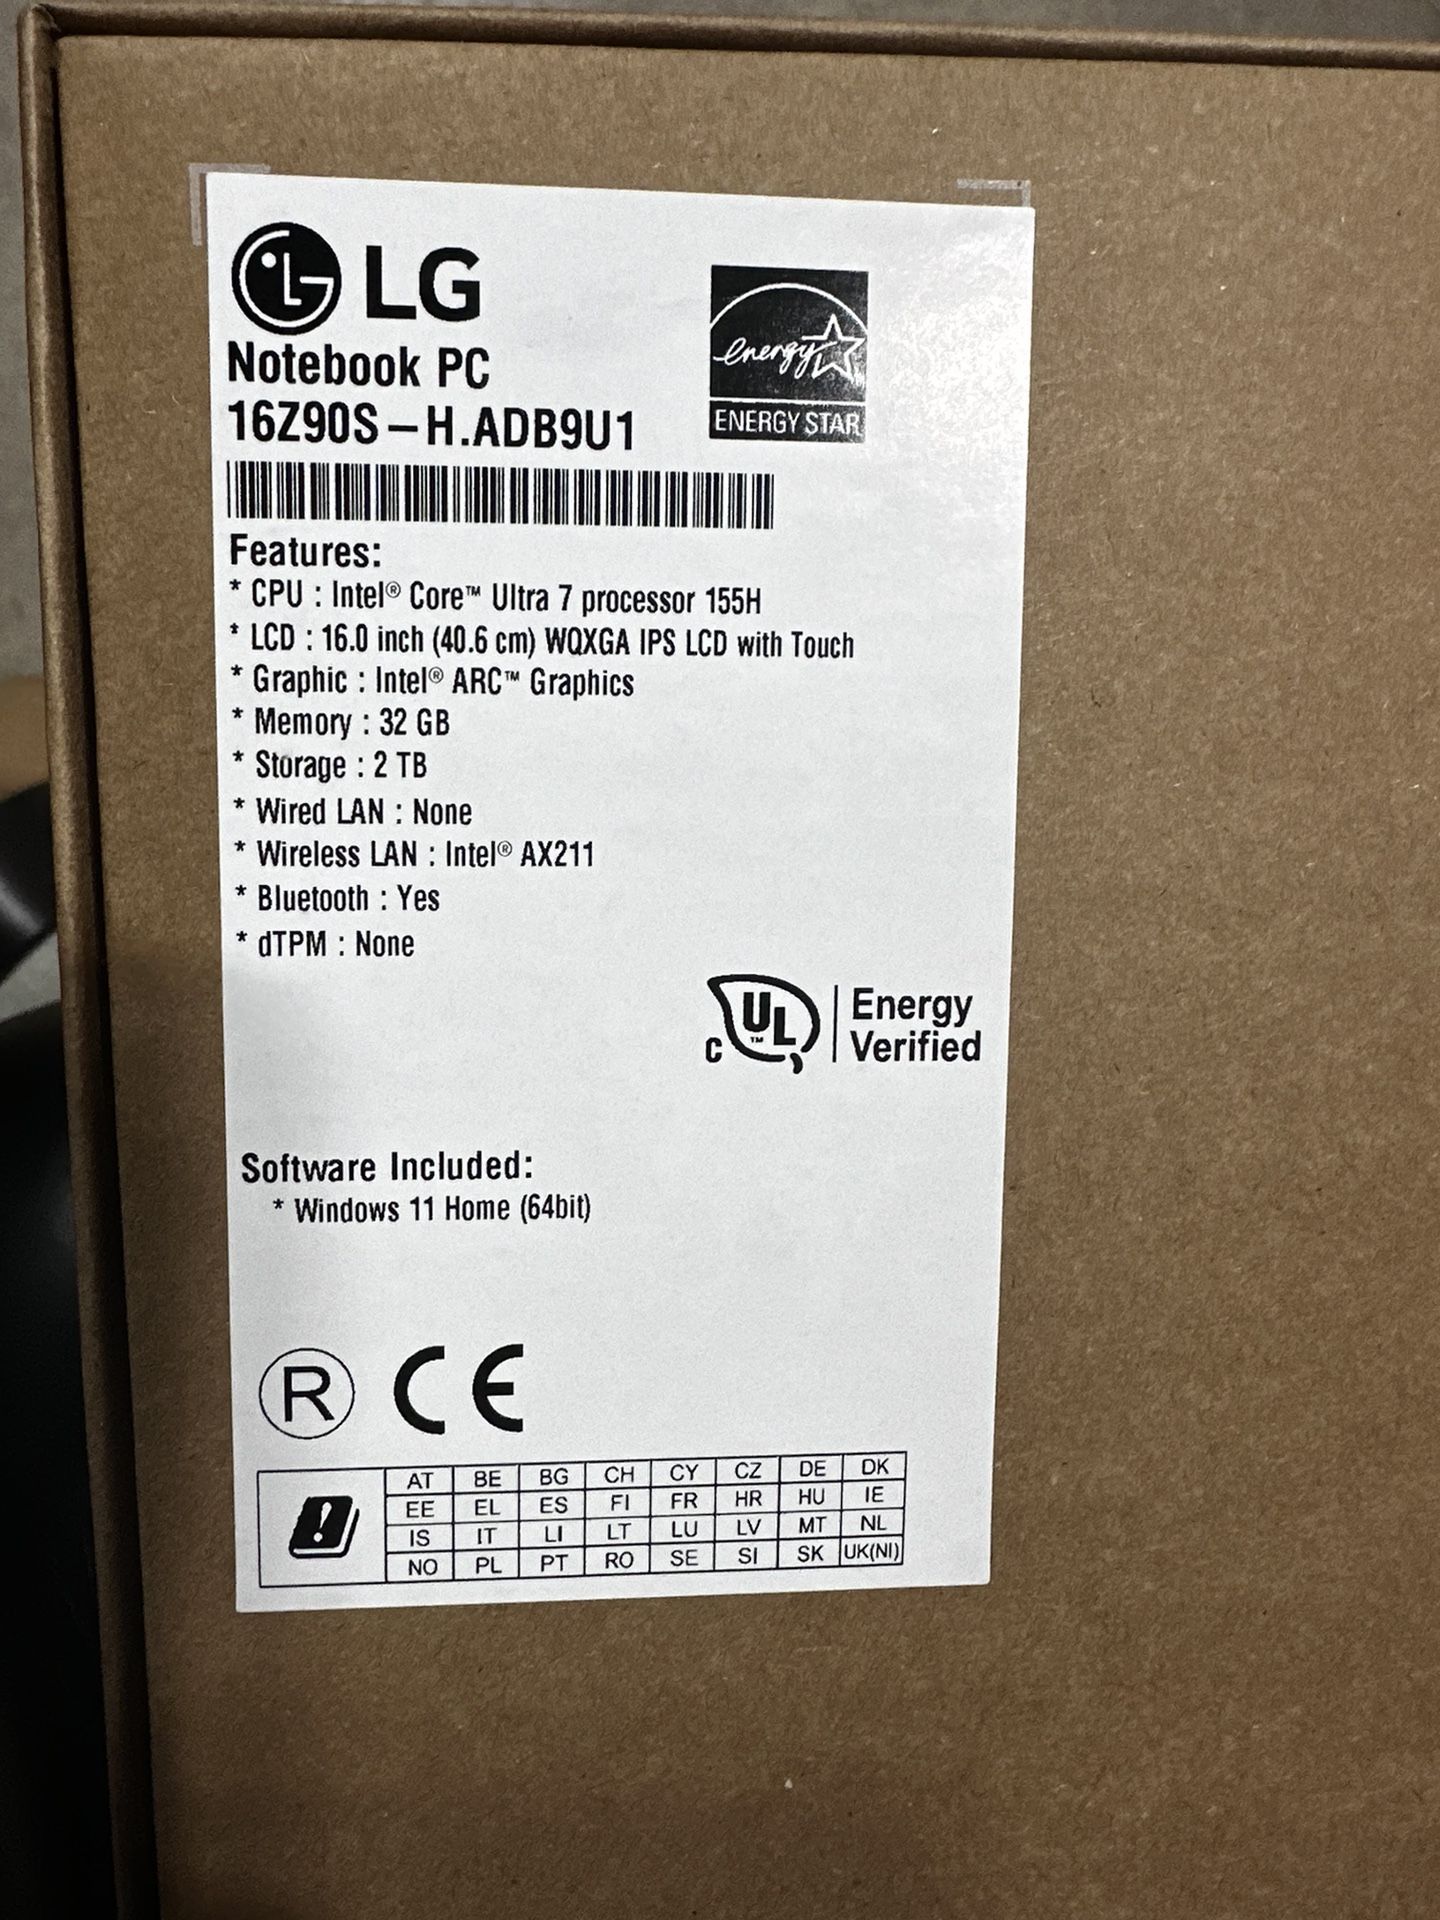 LG
Notebook PC
16Z90S-H.ADB9U1
energy
ENERGY STAR
Features:
* CPU : Intel® Core™ Ultra 7 processor 155H
* LCD : 16.0 inch (40.6 cm) WQXGA IPS LCD with Touch
* Graphic : Intel® ARC™ Graphics
* Memory : 32 GB
* Storage : 2 TB
* Wired LAN : None
* Wireless LAN : Intel® AX211
* Bluetooth : Yes
* dTPM : None
C UL™ Energy
Verified
Software Included:
* Windows 11 Home (64bit)
R CE
! AT BE BG CH CY CZ DE DK
EE EL ES FI FR HR HU IE
IS IT LI LT LU LV MT NL
NO PL PT RO SE SI SK UK(NI)